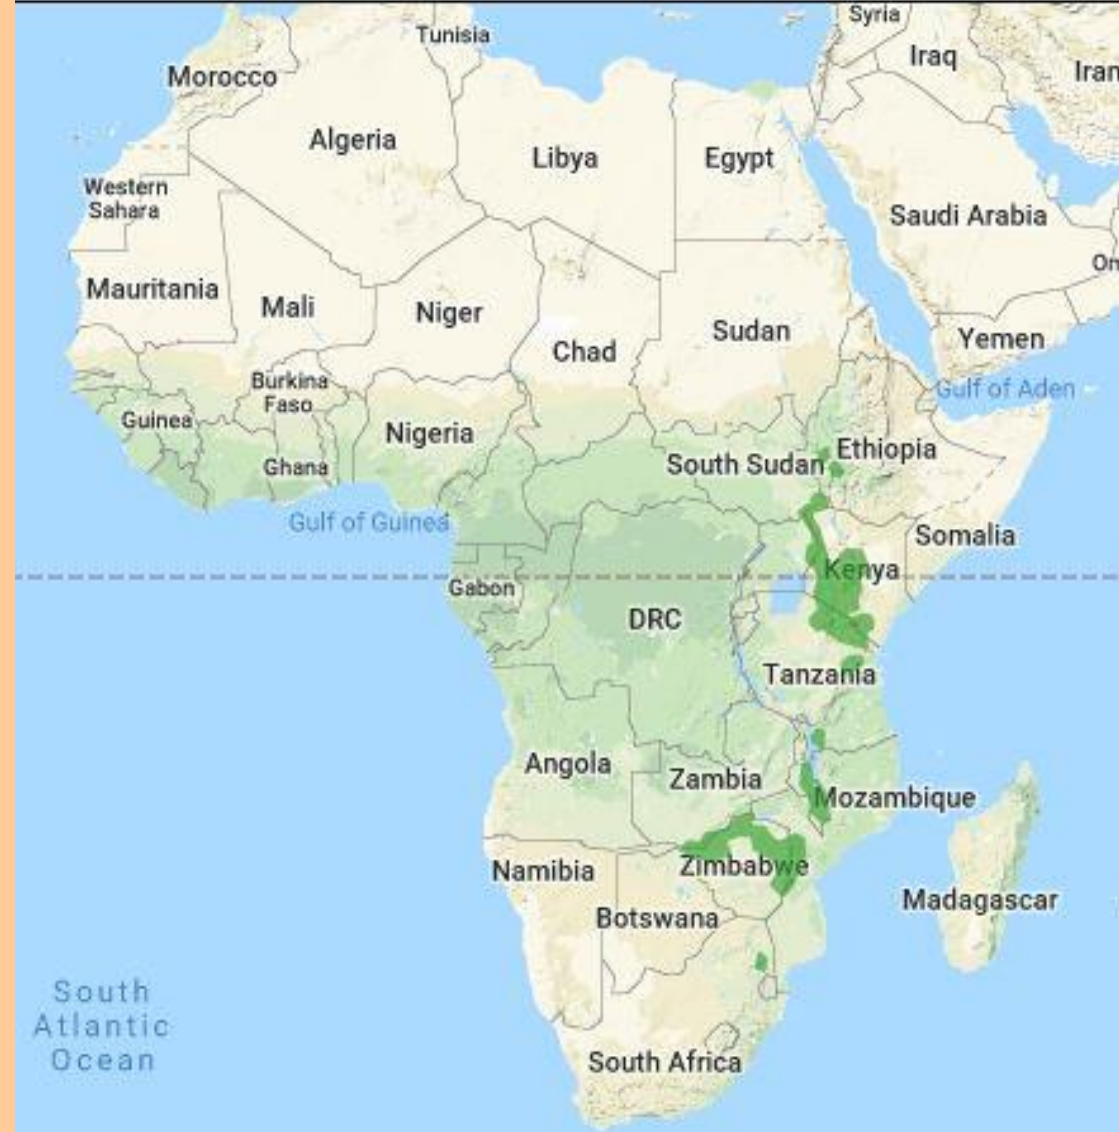 Syria
Tunisia
Iraq
Iran
Morocco
Algeria
Libya
Egypt
Western
Sahara
Saudi Arabia
On
Mauritania
Mali
Niger
Sudan
Yemen
Chad
Burkina
Faso
Gulf of Aden
Guinea
Nigeria
Ethiopia
South Sudan
Ghana
Gulf of Guinea
Somalia
Kenya
Gabon
DRC
Tanzania
Angola
Zambia
Mozambique
Zimbabwe
Namibia
Madagascar
Botswana
South
Atlantic
Ocean
South Africa